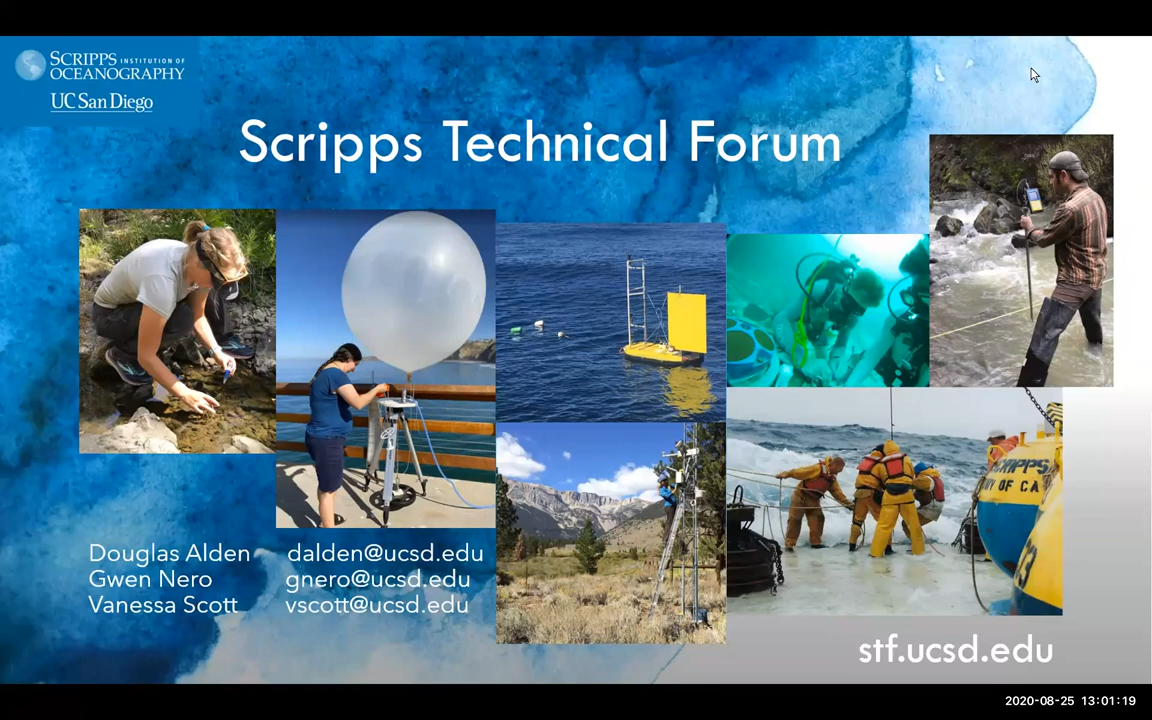 SCRIPPS INSTITUTION OF
OCEANOGRAPHY
UC San Diego
Scripps Technical Forum
SCRIPPS
Douglas Alden dalden@ucsd.edu
Gwen Nero gnero@ucsd.edu
Vanessa Scott vscott@ucsd.edu
stf.ucsd.edu
2020-08-25 13:01:19